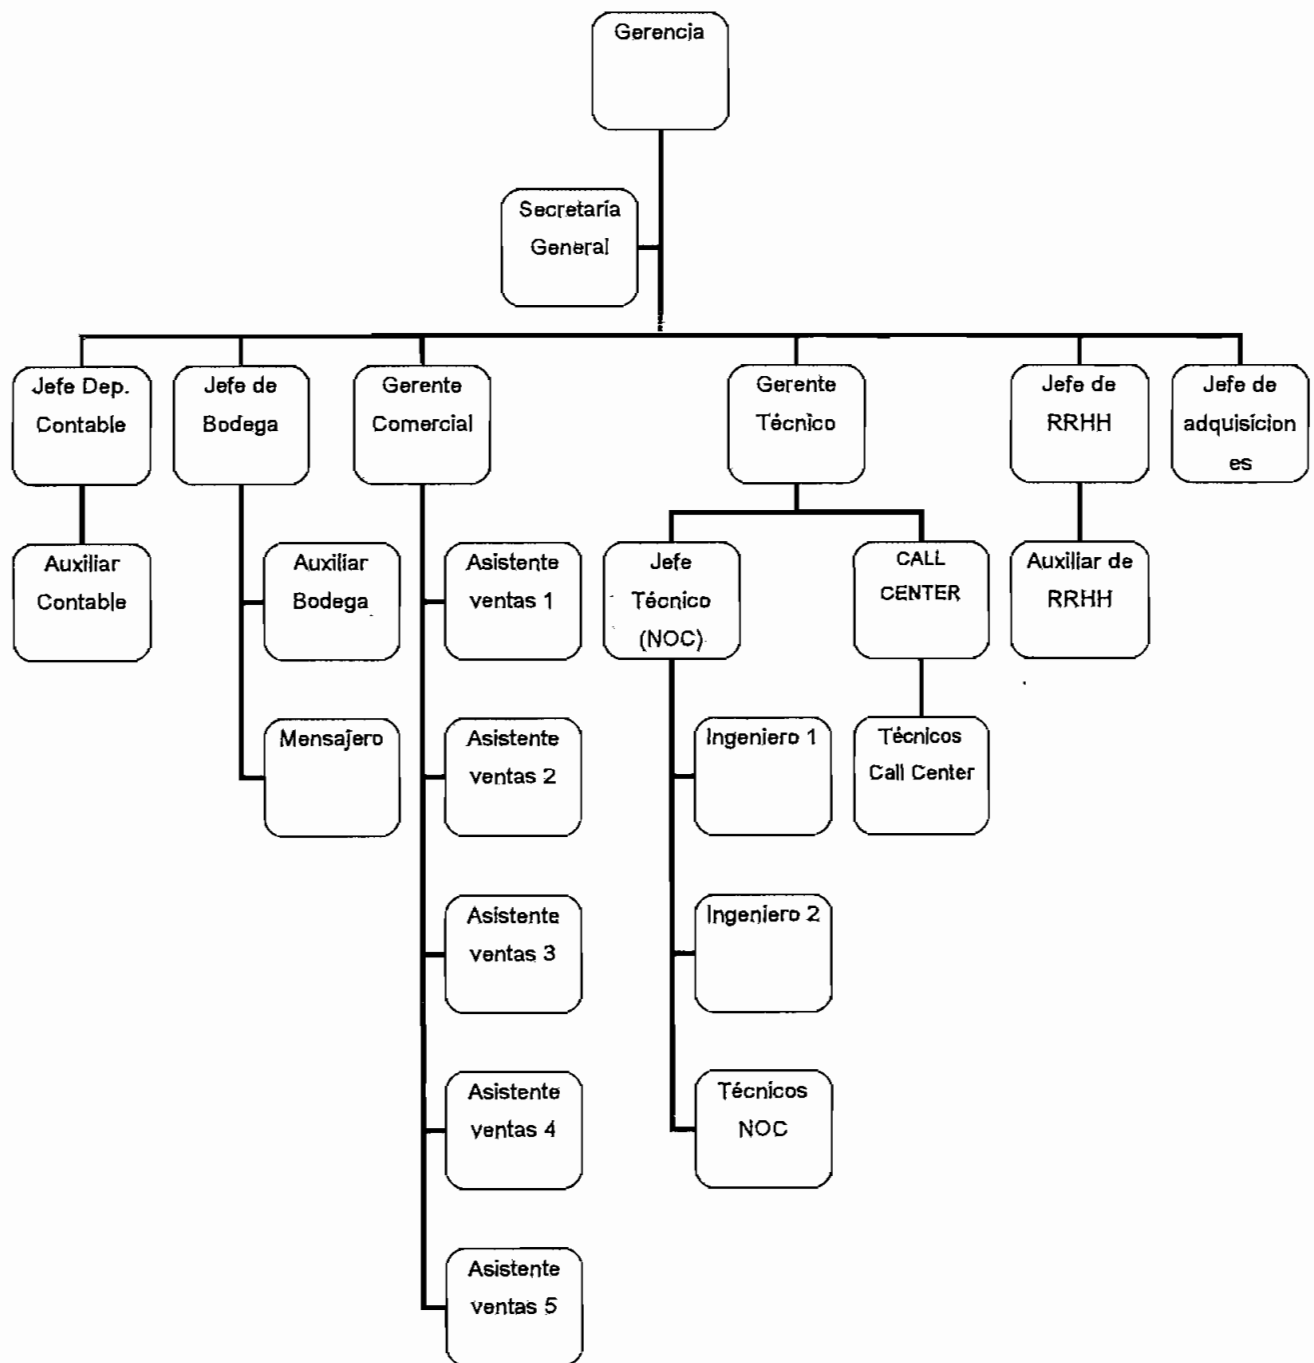 Gerencia
Secretaría
General
Jefe Dep.
Contable
Jefe de
Bodega
Gerente
Comercial
Gerente
Técnico
Jefe de
RRHH
Jefe de
adquisicion
es
Auxiliar
Contable
Auxiliar
Bodega
Asistente
ventas 1
Jefe
Técnico
(NOC)
CALL
CENTER
Auxiliar de
RRHH
Mensajero
Asistente
ventas 2
Ingeniero 1
Técnicos
Call Center
Asistente
ventas 3
Ingeniero 2
Asistente
ventas 4
Técnicos
NOC
Asistente
ventas 5